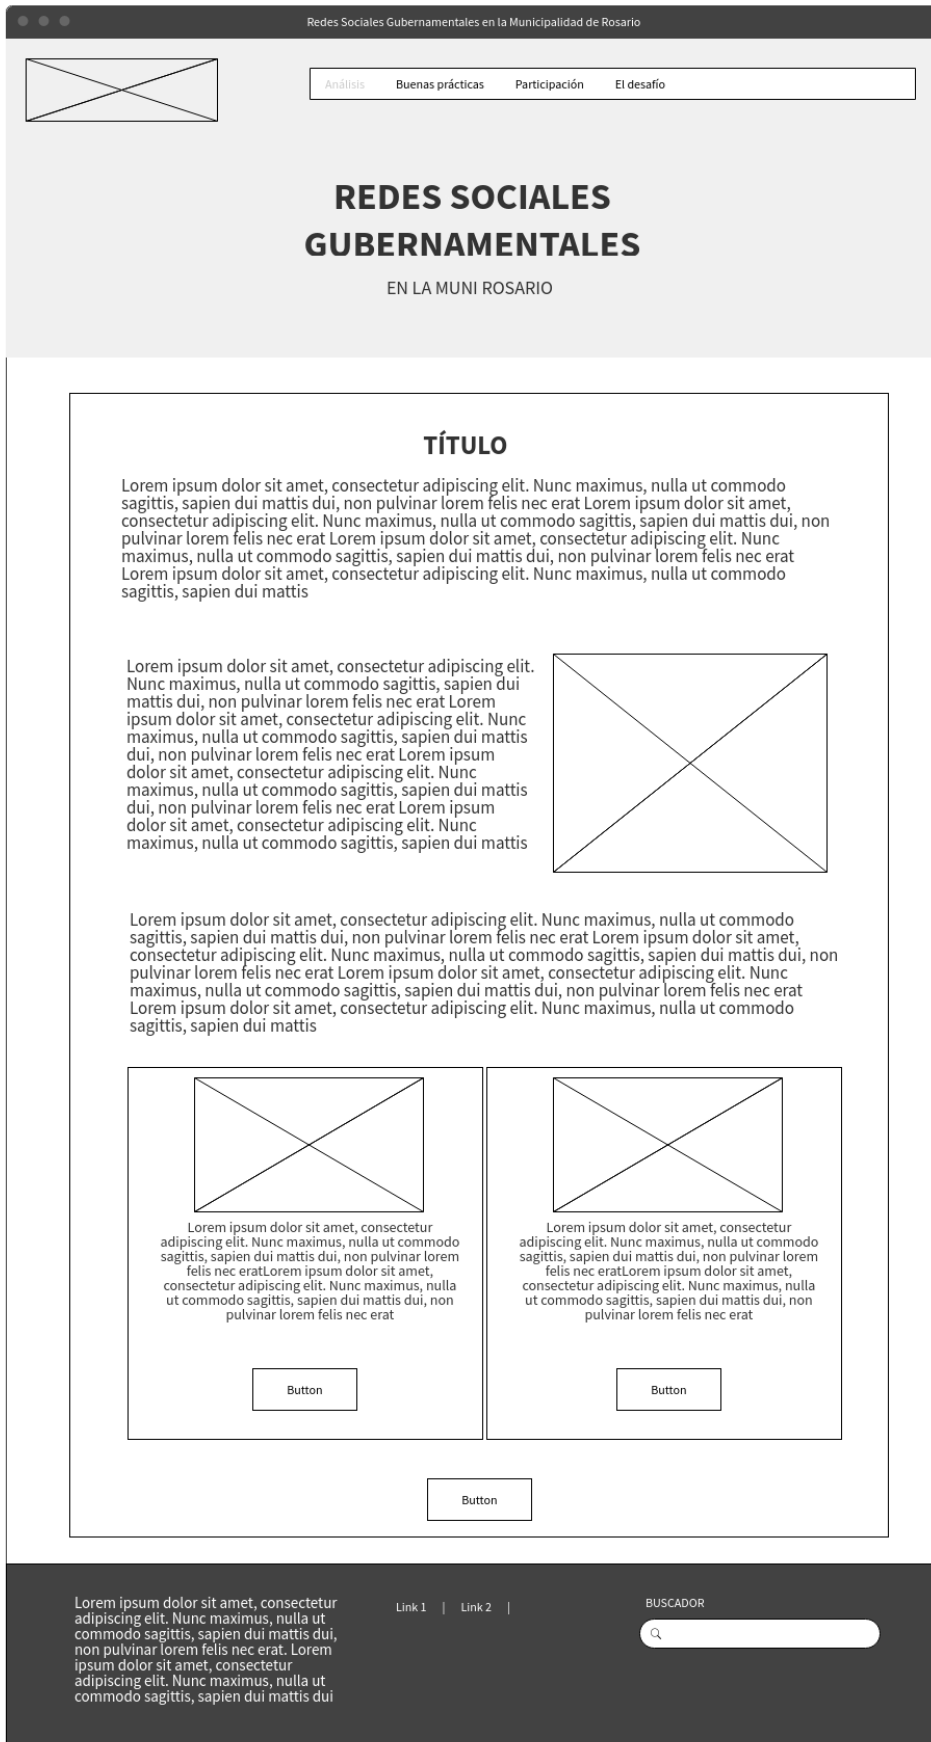 Redes Sociales Gubernamentales en la Municipalidad de Rosario
Análisis Buenas prácticas Participación El desafío
REDES SOCIALES
GUBERNAMENTALES
EN LA MUNI ROSARIO
TÍTULO
Lorem ipsum dolor sit amet, consectetur adipiscing elit. Nunc maximus, nulla ut commodo
sagittis, sapien dui mattis dui, non pulvinar lorem felis nec erat Lorem ipsum dolor sit amet,
consectetur adipiscing elit. Nunc maximus, nulla ut commodo sagittis, sapien dui mattis dui, non
pulvinar lorem felis nec erat Lorem ipsum dolor sit amet, consectetur adipiscing elit. Nunc
maximus, nulla ut commodo sagittis, sapien dui mattis dui, non pulvinar lorem felis nec erat
Lorem ipsum dolor sit amet, consectetur adipiscing elit. Nunc maximus, nulla ut commodo
sagittis, sapien dui mattis
Lorem ipsum dolor sit amet, consectetur adipiscing elit.
Nunc maximus, nulla ut commodo sagittis, sapien dui
mattis dui, non pulvinar lorem felis nec erat Lorem
ipsum dolor sit amet, consectetur adipiscing elit. Nunc
maximus, nulla ut commodo sagittis, sapien dui mattis
dui, non pulvinar lorem felis nec erat Lorem ipsum
dolor sit amet, consectetur adipiscing elit. Nunc
maximus, nulla ut commodo sagittis, sapien dui mattis
dui, non pulvinar lorem felis nec erat Lorem ipsum
dolor sit amet, consectetur adipiscing elit. Nunc
maximus, nulla ut commodo sagittis, sapien dui mattis
Lorem ipsum dolor sit amet, consectetur adipiscing elit. Nunc maximus, nulla ut commodo
sagittis, sapien dui mattis dui, non pulvinar lorem felis nec erat Lorem ipsum dolor sit amet,
consectetur adipiscing elit. Nunc maximus, nulla ut commodo sagittis, sapien dui mattis dui, non
pulvinar lorem felis nec erat Lorem ipsum dolor sit amet, consectetur adipiscing elit. Nunc
maximus, nulla ut commodo sagittis, sapien dui mattis dui, non pulvinar lorem felis nec erat
Lorem ipsum dolor sit amet, consectetur adipiscing elit. Nunc maximus, nulla ut commodo
sagittis, sapien dui mattis
Lorem ipsum dolor sit amet, consectetur
adipiscing elit. Nunc maximus, nulla ut commodo
sagittis, sapien dui mattis dui, non pulvinar lorem
felis nec eratLorem ipsum dolor sit amet,
consectetur adipiscing elit. Nunc maximus, nulla
ut commodo sagittis, sapien dui mattis dui, non
pulvinar lorem felis nec erat
Button
Lorem ipsum dolor sit amet, consectetur
adipiscing elit. Nunc maximus, nulla ut commodo
sagittis, sapien dui mattis dui, non pulvinar lorem
felis nec eratLorem ipsum dolor sit amet,
consectetur adipiscing elit. Nunc maximus, nulla
ut commodo sagittis, sapien dui mattis dui, non
pulvinar lorem felis nec erat
Button
Button
Lorem ipsum dolor sit amet, consectetur
adipiscing elit. Nunc maximus, nulla ut
commodo sagittis, sapien dui mattis dui,
non pulvinar lorem felis nec erat. Lorem
ipsum dolor sit amet, consectetur
adipiscing elit. Nunc maximus, nulla ut
commodo sagittis, sapien dui mattis dui
Link 1 | Link 2 |
BUSCADOR